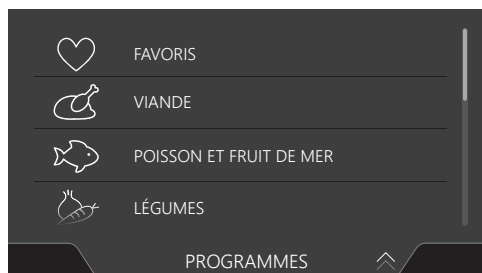 FAVORIS
VIANDE
POISSON ET FRUIT DE MER
LÉGUMES
PROGRAMMES